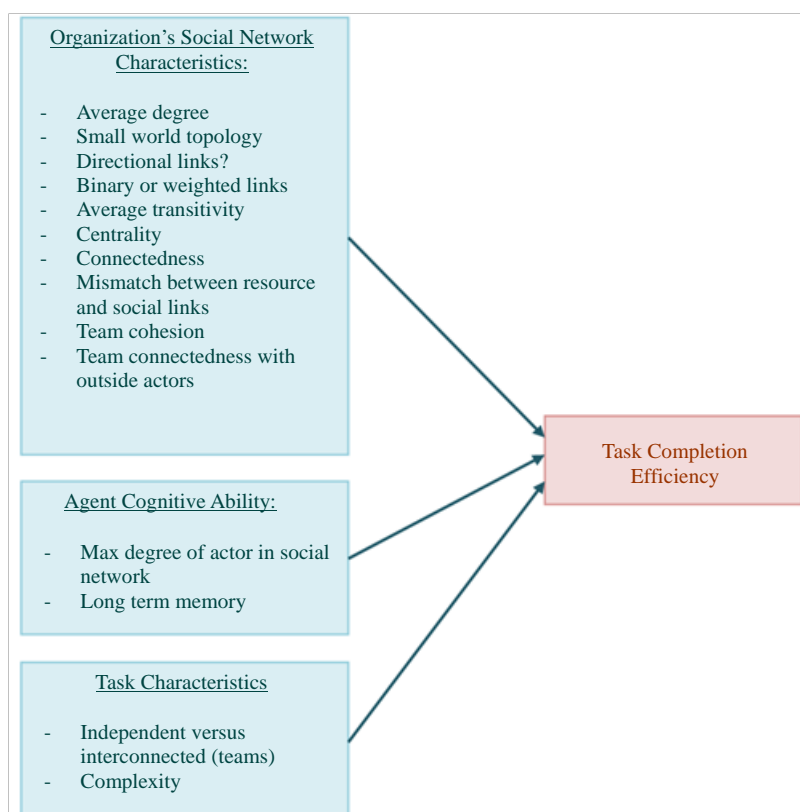 Organization's Social Network
Characteristics:
- Average degree
- Small world topology
- Directional links?
- Binary or weighted links
- Average transitivity
- Centrality
- Connectedness
- Mismatch between resource
and social links
- Team cohesion
- Team connectedness with
outside actors
Agent Cognitive Ability:
- Max degree of actor in social
network
- Long term memory
Task Characteristics
- Independent versus
interconnected (teams)
- Complexity
Task Completion
Efficiency